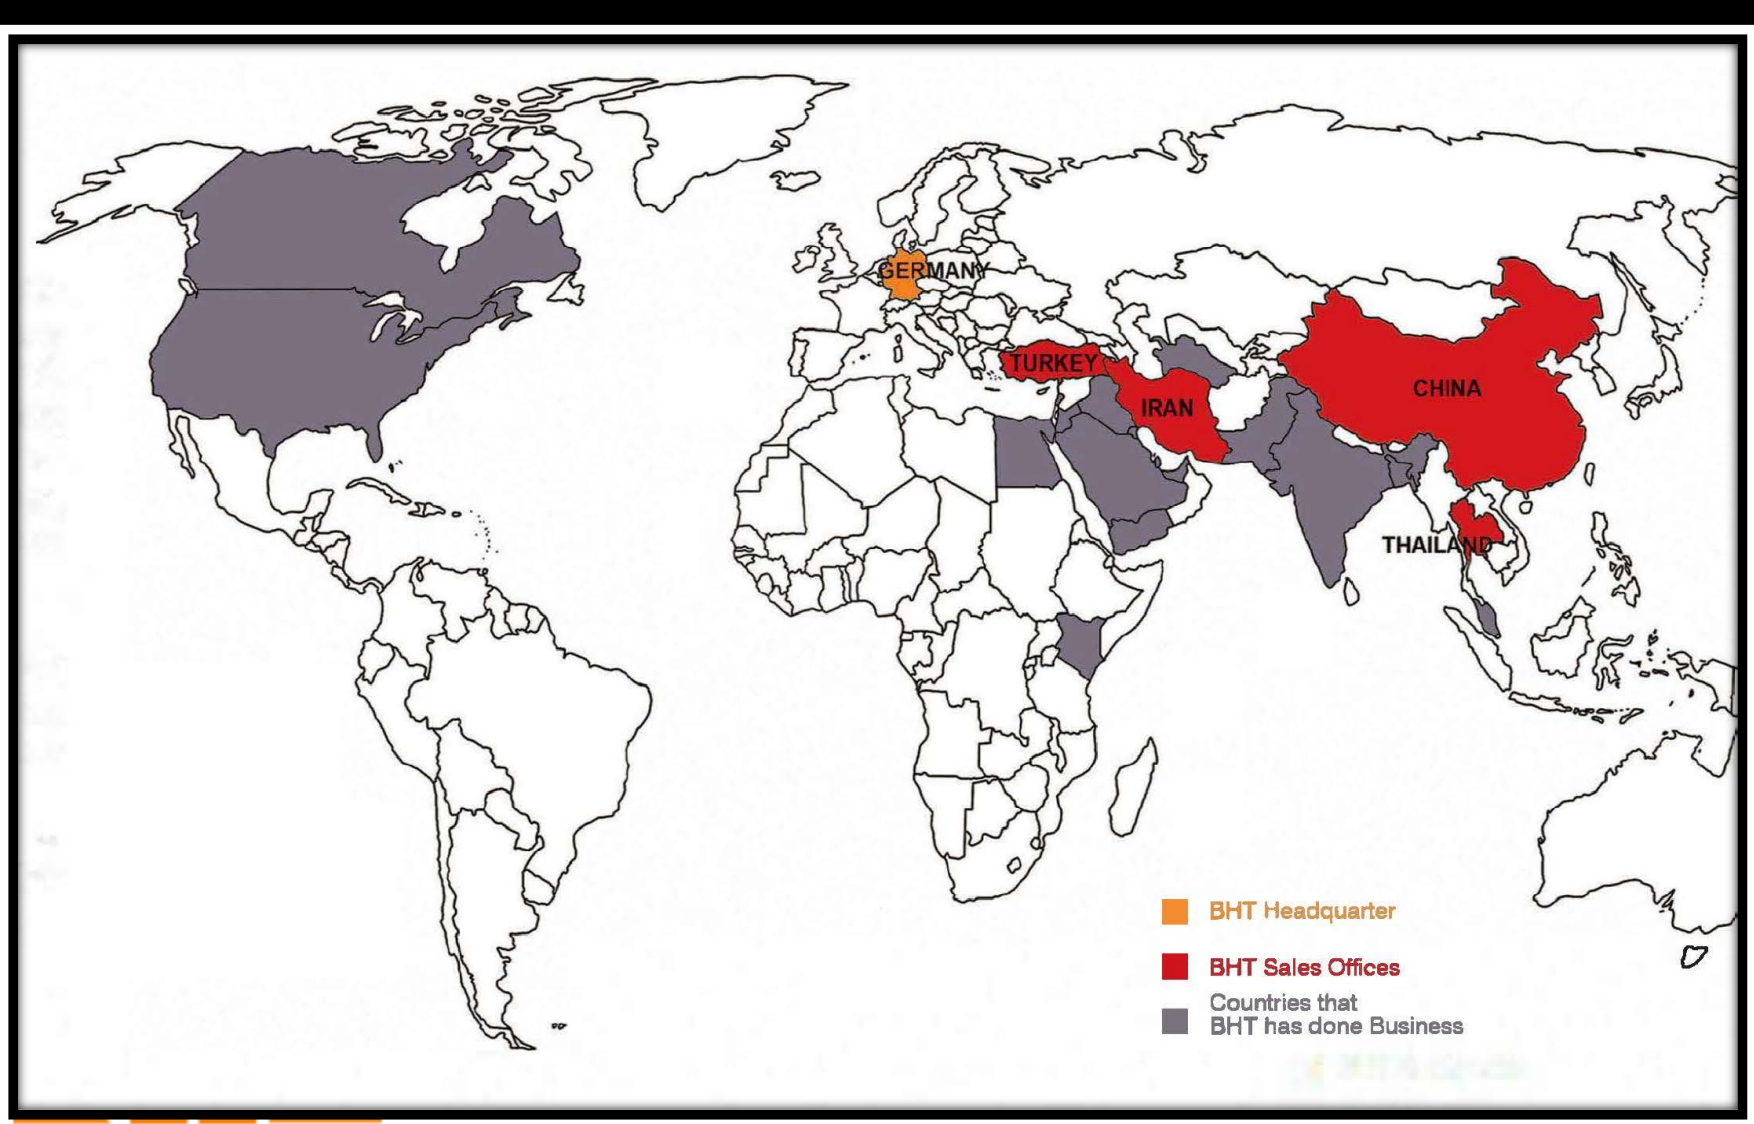 GERMANY
TURKEY
IRAN
CHINA
THAILAND
BHT Headquarter
BHT Sales Offices
Countries that
BHT has done Business